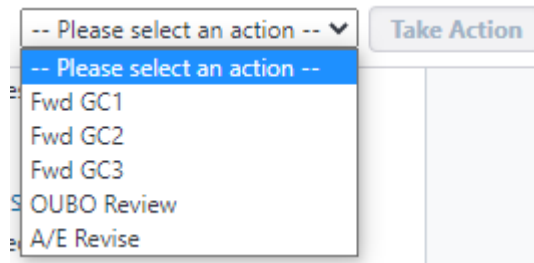 -- Please select an action -- Take Action
-- Please select an action --
Fwd GC1
Fwd GC2
Fwd GC3
OUBO Review
A/E Revise